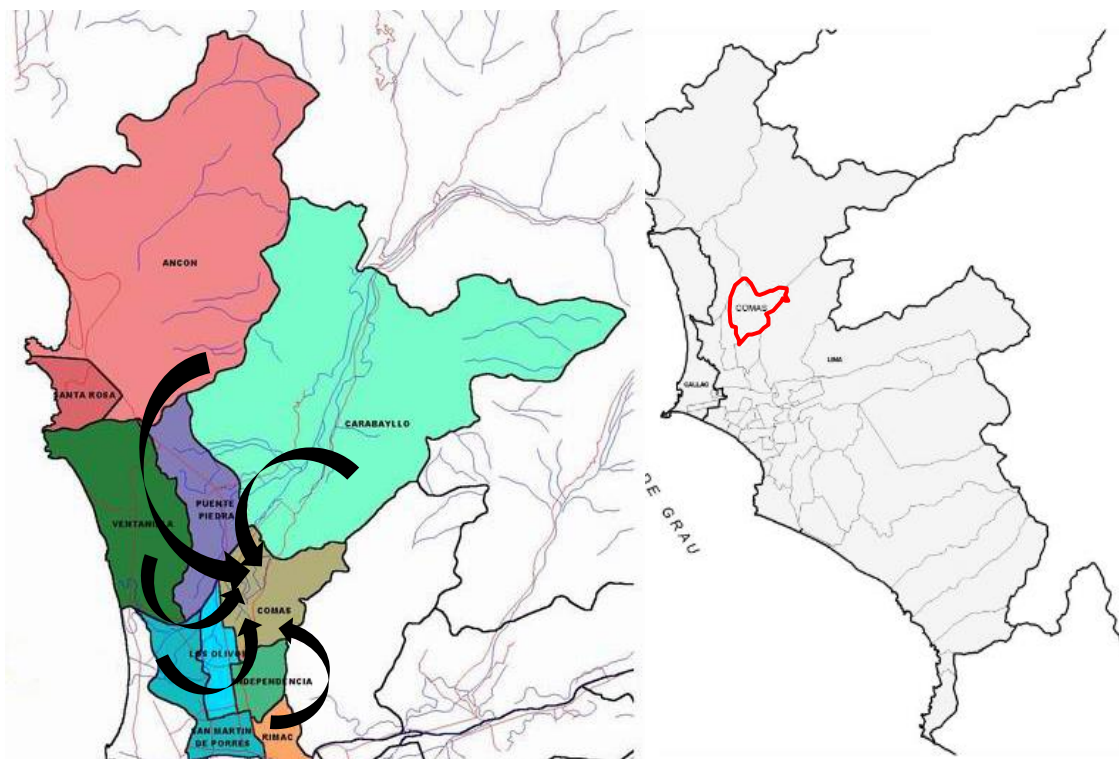 ANCON
SANTA ROSA
CARABAYLLO
PUENTE
PIEDRA
VENTANILLA
COMAS
LOS OLIVOS
INDEPENDENCIA
SAN MARTIN
DE PORRES
RIMAC
COMAS
LIMA
CALLAO
DE GRAU